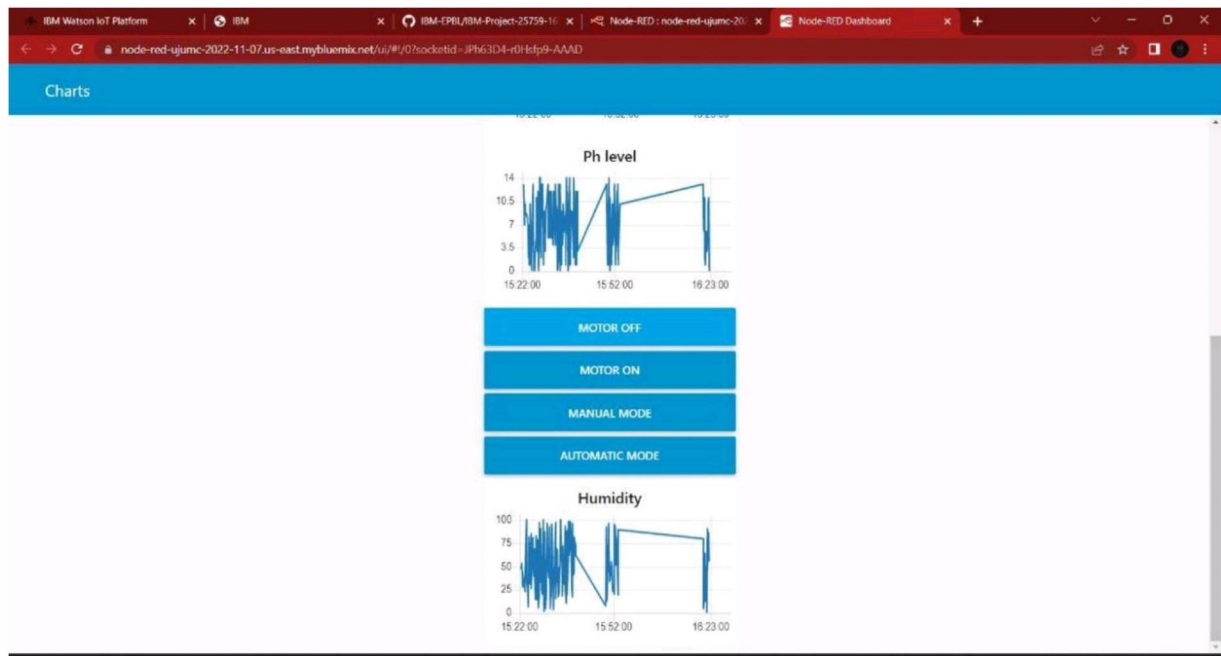 IBM Watson IoT Platform
IBM
IBM-EPBL/IBM-Project-25759-16
Node-RED : node-red-ujumc-202
Node-RED Dashboard
node-red-ujumc-2022-11-07.us-east.mybluemix.net/ui/#!/0?socketid=JPh63D4-r0Hsfp9-AAAD
Charts
Ph level
14
10.5
7
3.5
0
15:22:00 15:52:00 16:23:00
MOTOR OFF
MOTOR ON
MANUAL MODE
AUTOMATIC MODE
Humidity
100
75
50
25
0
15:22:00 15:52:00 16:23:00